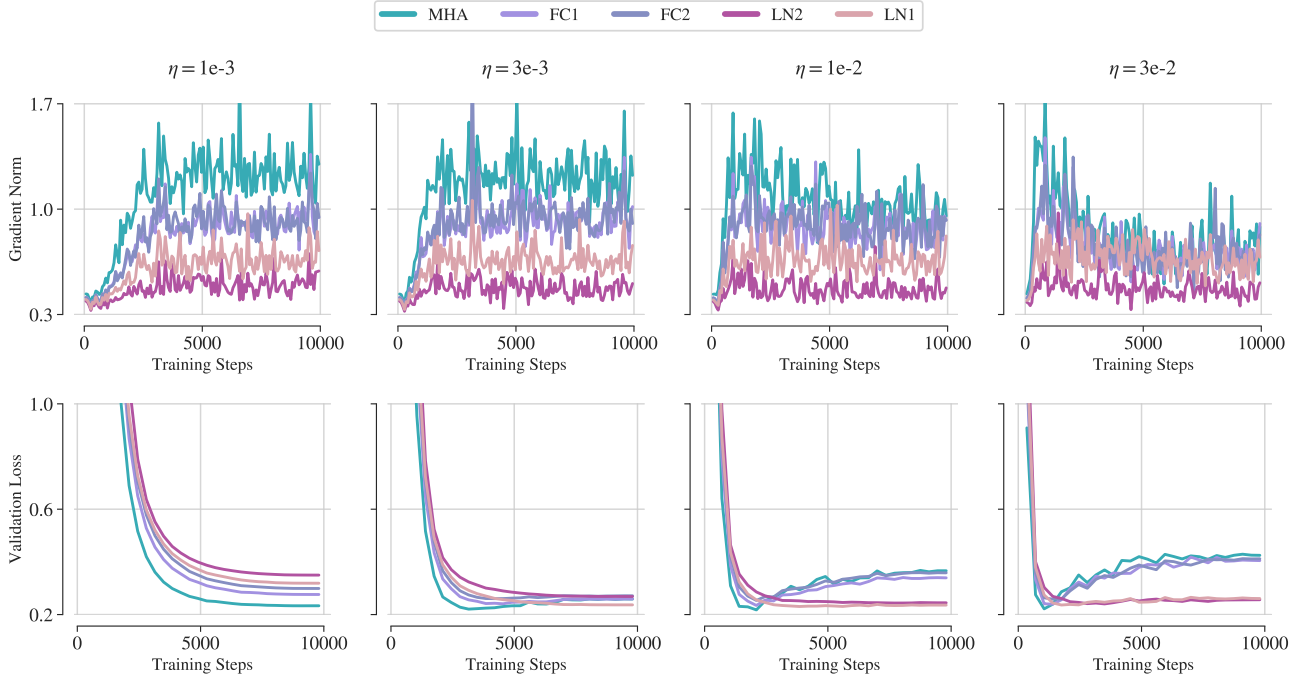 MHA FC1 FC2 LN2 LN1
η = 1e-3 η = 3e-3 η = 1e-2 η = 3e-2
Gradient Norm
1.7
1.0
0.3
0 5000 10000 0 5000 10000 0 5000 10000 0 5000 10000
Training Steps Training Steps Training Steps Training Steps
Validation Loss
1.0
0.6
0.2
0 5000 10000 0 5000 10000 0 5000 10000 0 5000 10000
Training Steps Training Steps Training Steps Training Steps